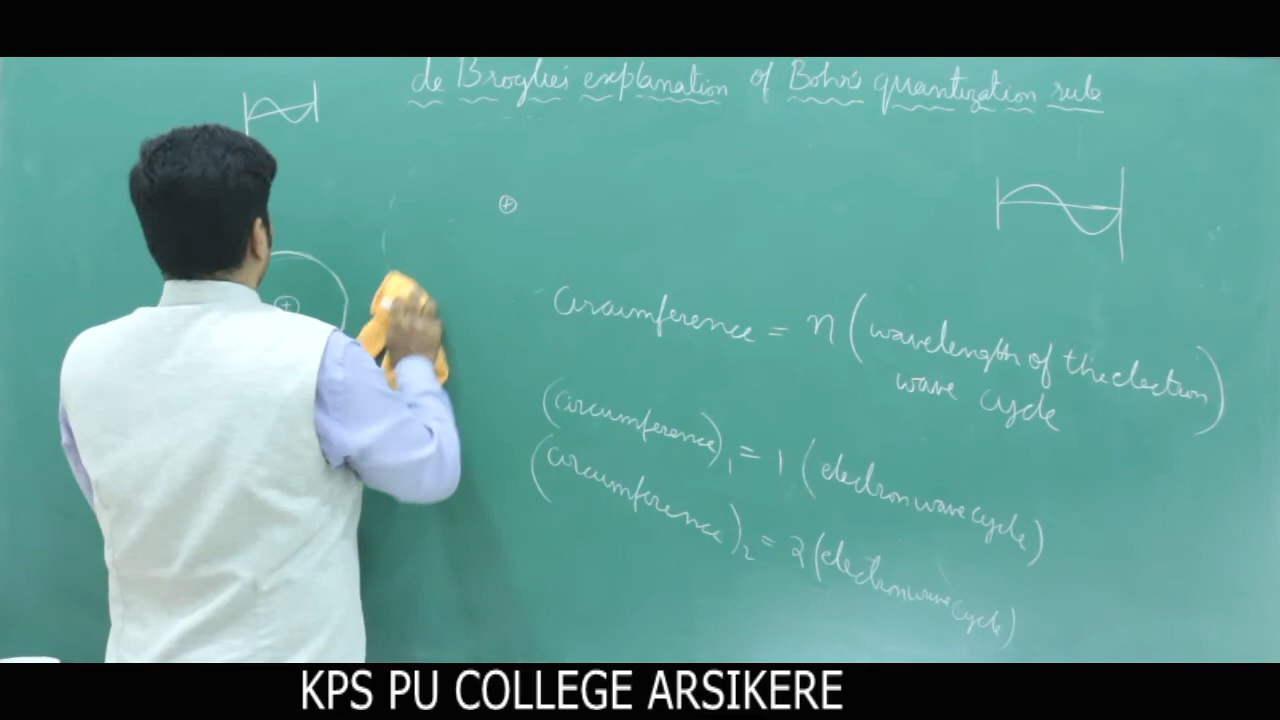 de Broglie's explanation of Bohr's quantization rule
+
+
Circumference = n (wavelength of the electron
wave cycle)
(Circumference)₁ = 1 (electron wave cycle)
(Circumference)₂ = 2 (electron wave cycle)
KPS PU COLLEGE ARSIKERE